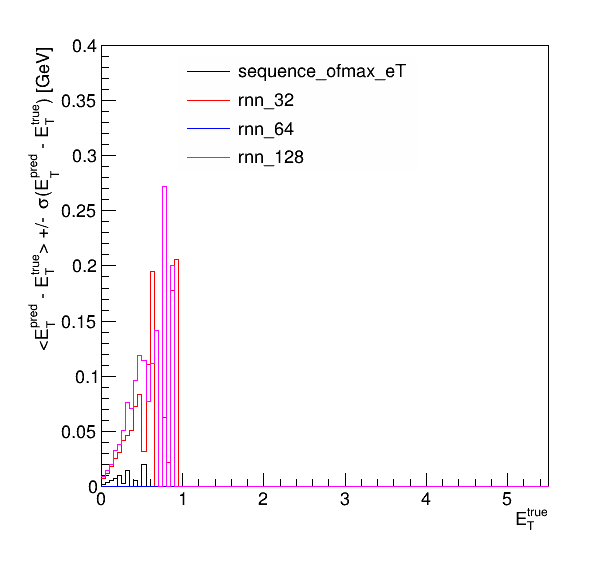 <E_T^pred - E_T^true> +/- σ(E_T^pred - E_T^true) [GeV]
0.4
0.35
0.3
0.25
0.2
0.15
0.1
0.05
0
sequence_ofmax_eT
rnn_32
rnn_64
rnn_128
0 1 2 3 4 5
E_T^true